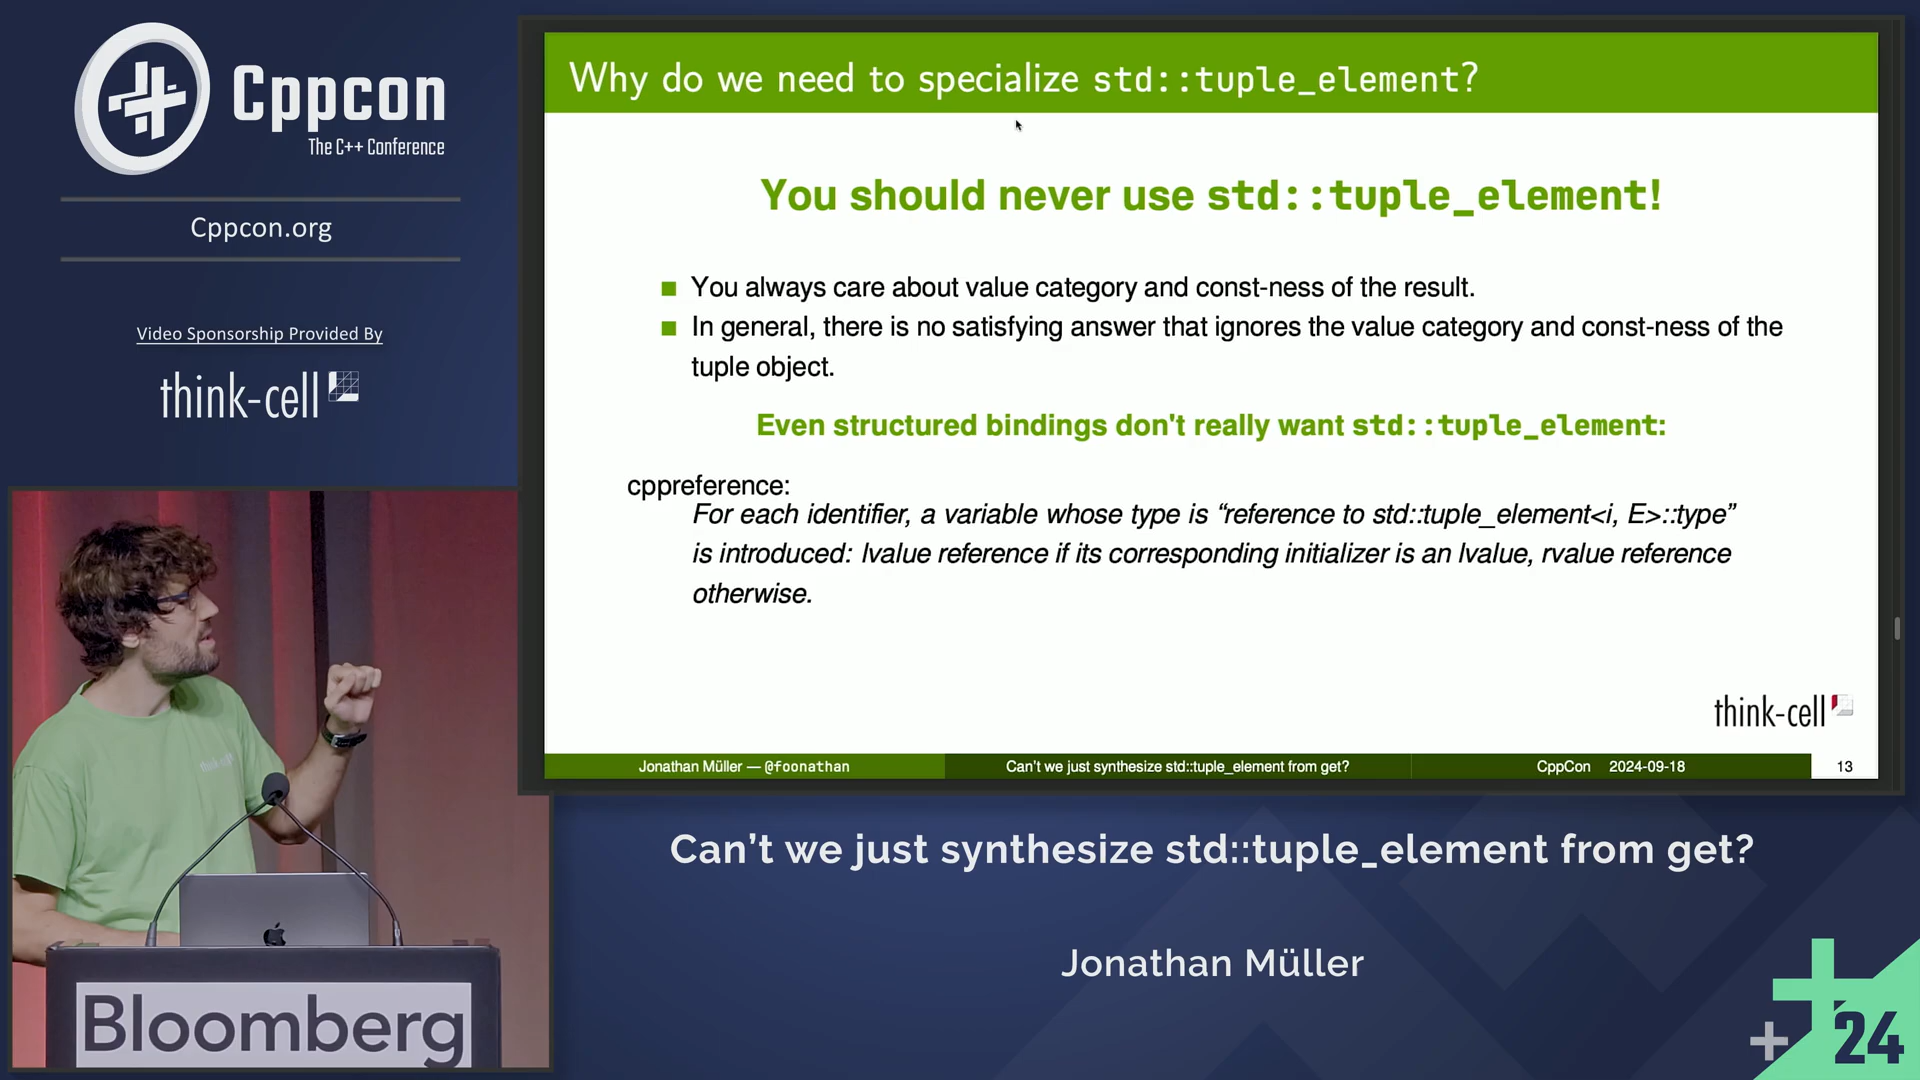 Cppcon
The C++ Conference
Cppcon.org
Video Sponsorship Provided By
think-cell
Why do we need to specialize std::tuple_element?
You should never use std::tuple_element!
You always care about value category and const-ness of the result.
In general, there is no satisfying answer that ignores the value category and const-ness of the
tuple object.
Even structured bindings don't really want std::tuple_element:
cppreference:
For each identifier, a variable whose type is “reference to std::tuple_element<i, E>::type”
is introduced: lvalue reference if its corresponding initializer is an lvalue, rvalue reference
otherwise.
think-cell
Jonathan Müller — @foonathan
Can't we just synthesize std::tuple_element from get?
CppCon 2024-09-18
13
think-cell
Bloomberg
Can’t we just synthesize std::tuple_element from get?
Jonathan Müller
24